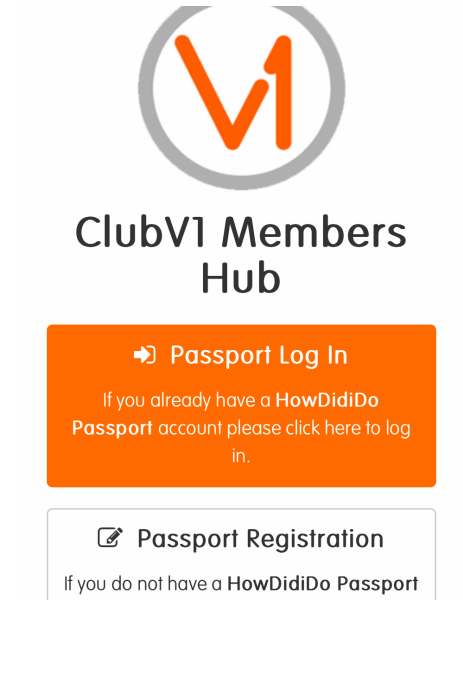 V1
ClubV1 Members
Hub
Passport Log In
If you already have a HowDidiDo
Passport account please click here to log
in.
Passport Registration
If you do not have a HowDidiDo Passport